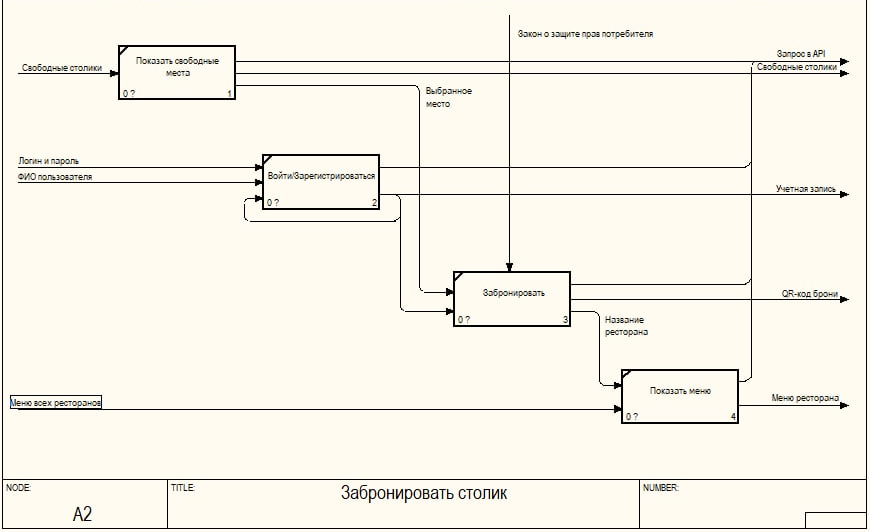 Закон о защите прав потребителя
Запрос в API
Свободные столики
Показать свободные
места
0 ?
1
Свободные столики
Выбранное
место
Логин и пароль
ФИО пользователя
Войти/Зарегистрироваться
0 ?
2
Учетная запись
Забронировать
0 ?
3
QR-код брони
Название
ресторана
Показать меню
0 ?
4
Меню всех ресторанов
Меню ресторана
NODE:
A2
TITLE:
Забронировать столик
NUMBER: